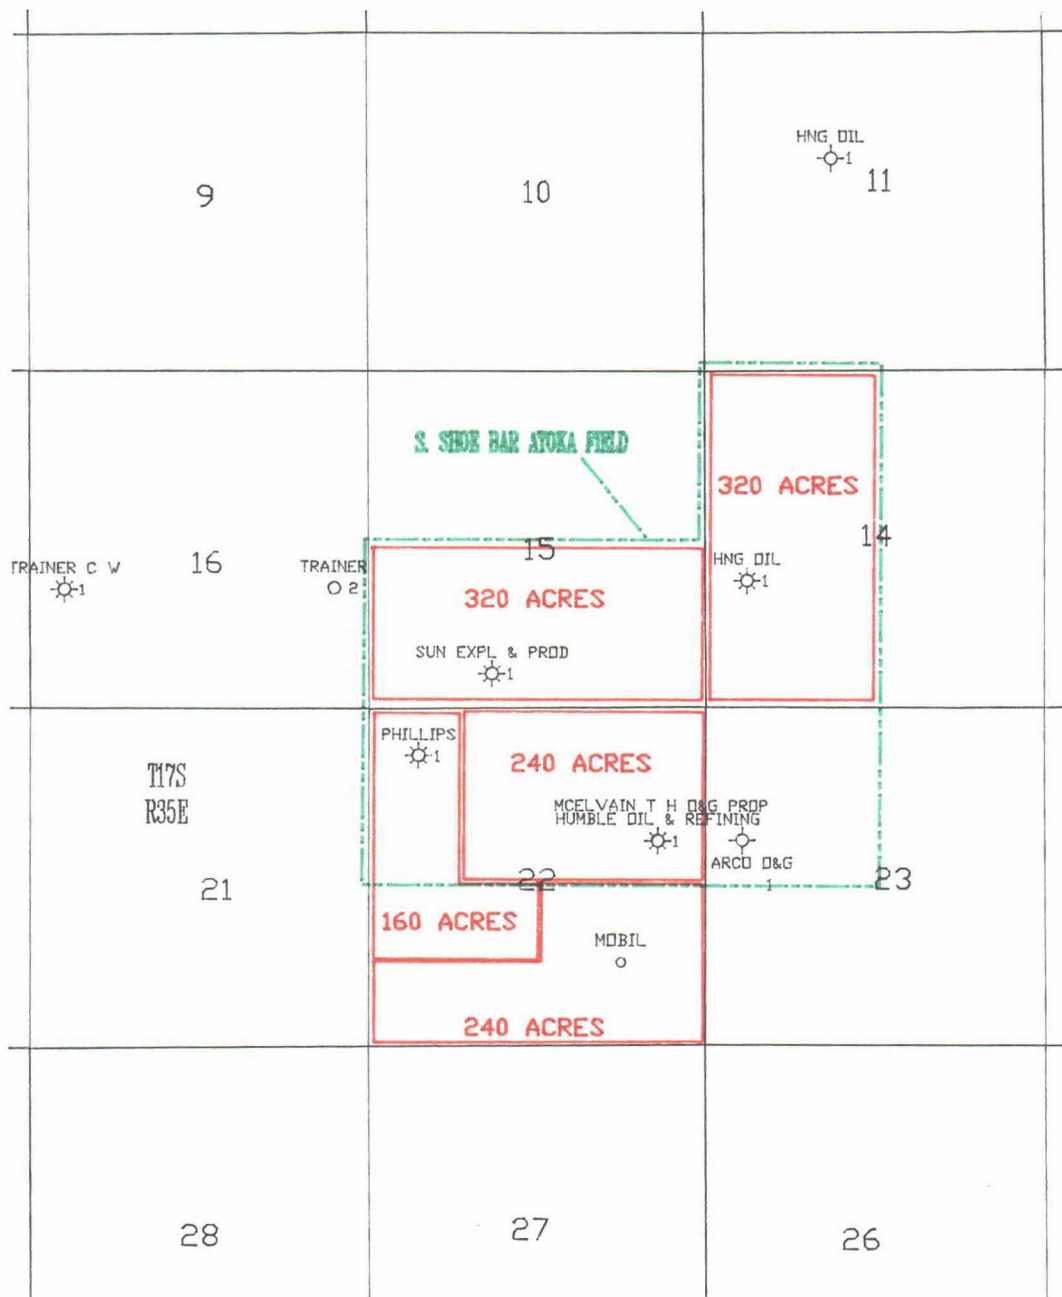 HNG OIL
1
11
9
10
S. SHOE BAR ATOKA FIELD
320 ACRES
14
15
16
TRAINER C W
1
TRAINER
2
HNG OIL
1
320 ACRES
SUN EXPL & PROD
1
PHILLIPS
1
240 ACRES
T17S
R35E
MCELVAIN T H O&G PROP
HUMBLE OIL & REFINING
1
ARCO O&G
1
21
22
23
160 ACRES
MOBIL
240 ACRES
28
27
26